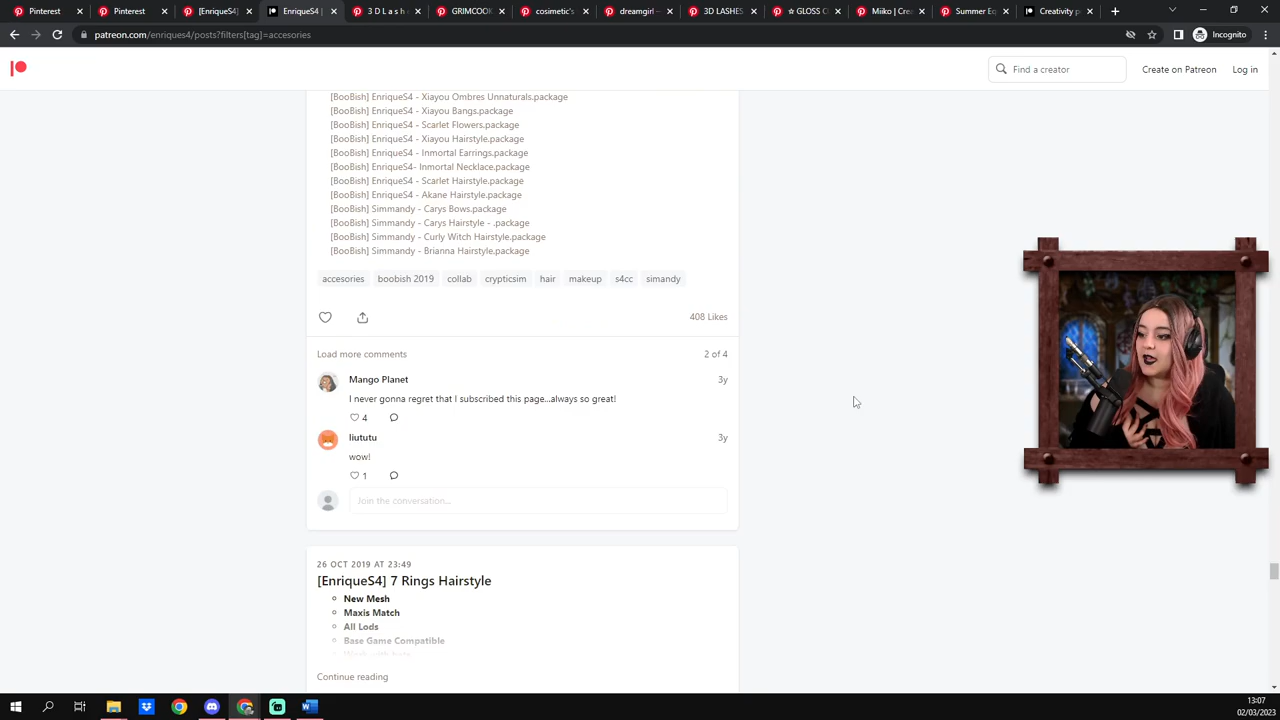 Pinterest
Pinterest
[EnriqueS4]
EnriqueS4]
3 D L a s h
GRIMCOOK
cosmetic's
dreamgirl –
3D LASHES
☆ GLOSS C
Miiko | Cre
Summer Eq
Creativity p
patreon.com/enriques4/posts?filters[tag]=accesories
Incognito
Find a creator
Create on Patreon
Log in
[BooBish] EnriqueS4 - Xiayou Ombres Unnaturals.package
[BooBish] EnriqueS4 - Xiayou Bangs.package
[BooBish] EnriqueS4 - Scarlet Flowers.package
[BooBish] EnriqueS4 - Xiayou Hairstyle.package
[BooBish] EnriqueS4 - Inmortal Earrings.package
[BooBish] EnriqueS4- Inmortal Necklace.package
[BooBish] EnriqueS4 - Scarlet Hairstyle.package
[BooBish] EnriqueS4 - Akane Hairstyle.package
[BooBish] Simmandy - Carys Bows.package
[BooBish] Simmandy - Carys Hairstyle - .package
[BooBish] Simmandy - Curly Witch Hairstyle.package
[BooBish] Simmandy - Brianna Hairstyle.package
accesories boobish 2019 collab crypticsim hair makeup s4cc simandy
408 Likes
Load more comments 2 of 4
Mango Planet 3y
I never gonna regret that I subscribed this page...always so great!
4
liututu 3y
wow!
1
Join the conversation...
26 OCT 2019 AT 23:49
[EnriqueS4] 7 Rings Hairstyle
New Mesh
Maxis Match
All Lods
Base Game Compatible
Work with hats
Continue reading
13:07
02/03/2023